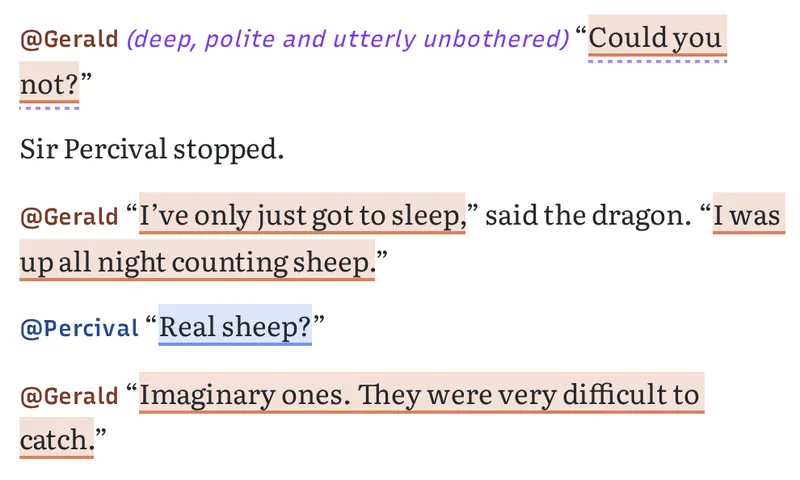 @Gerald (deep, polite and utterly unbothered) “Could you
not?”
Sir Percival stopped.
@Gerald “I’ve only just got to sleep,” said the dragon. “I was
up all night counting sheep.”
@Percival “Real sheep?”
@Gerald “Imaginary ones. They were very difficult to
catch.”